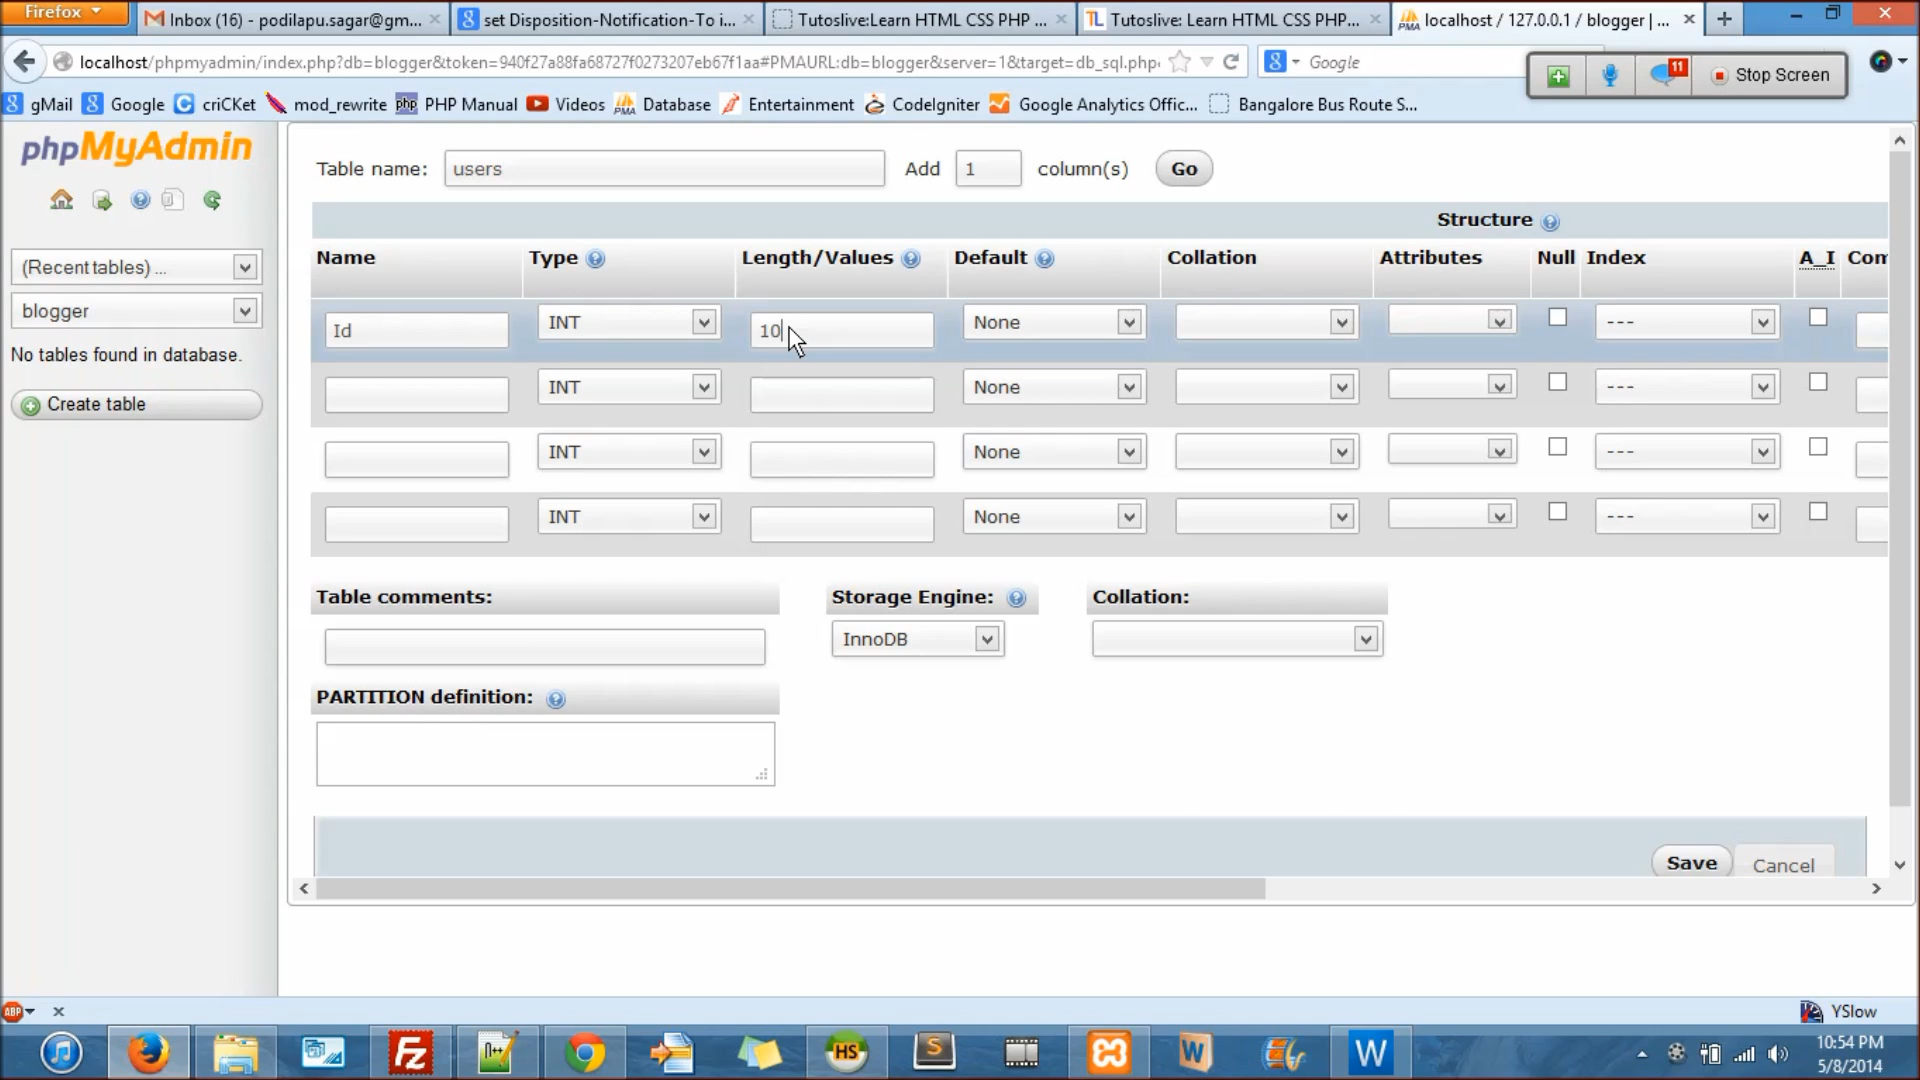 Firefox
Inbox (16) - podilapu.sagar@gm...
set Disposition-Notification-To i...
Tutoslive:Learn HTML CSS PHP ...
Tutoslive: Learn HTML CSS PHP...
localhost / 127.0.0.1 / blogger | ...
localhost/phpmyadmin/index.php?db=blogger&token=940f27a88fa68727f0273207eb67f1aa#PMAURL:db=blogger&server=1&target=db_sql.php
Google
11
Stop Screen
gMail
Google
criCKet
mod_rewrite
PHP Manual
Videos
Database
Entertainment
CodeIgniter
Google Analytics Offic...
Bangalore Bus Route S...
phpMyAdmin
(Recent tables) ...
blogger
No tables found in database.
Create table
Table name: users Add 1 column(s) Go
Structure
Name Type Length/Values Default Collation Attributes Null Index A_I Com
Id INT 10 None ---
INT None ---
INT None ---
INT None ---
Table comments: Storage Engine: Collation:
InnoDB
PARTITION definition:
Save Cancel
ABP
YSlow
10:54 PM
5/8/2014